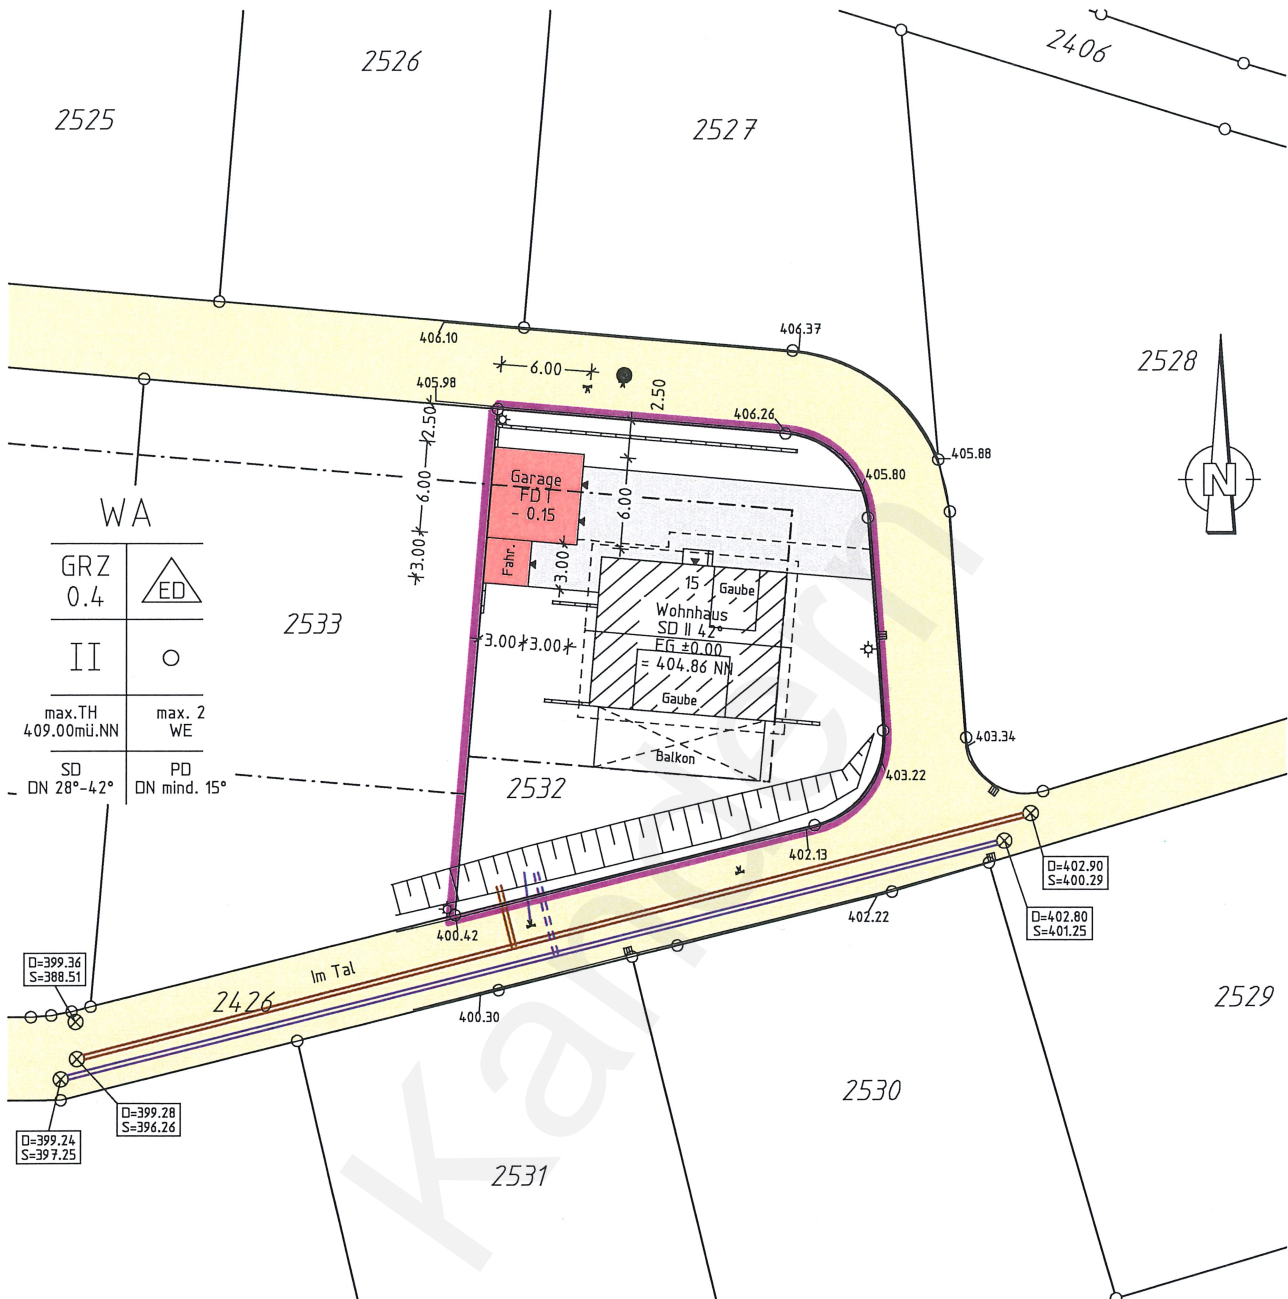 2526
2406
2525
2527
406.37
406.10
2528
6.00
405.98
2.50
406.26
2.50
405.88
405.80
Garage
FD I
- 0.15
6.00
6.00
N
WA
GRZ
0.4
ED
3.00
Fahr.
3.00
15
Gaube
2533
Wohnhaus
SD II 42°
EG ±0.00
= 404.86 NN
3.00
3.00
II
Gaube
max.TH
409.00mü.NN
max. 2
WE
403.34
Balkon
SD
DN 28°-42°
PD
DN mind. 15°
403.22
2532
402.13
D=402.90
S=400.29
402.22
D=402.80
S=401.25
400.42
D=399.36
S=388.51
Im Tal
2426
2529
400.30
2530
D=399.28
S=396.26
D=399.24
S=397.25
2531
Kandern